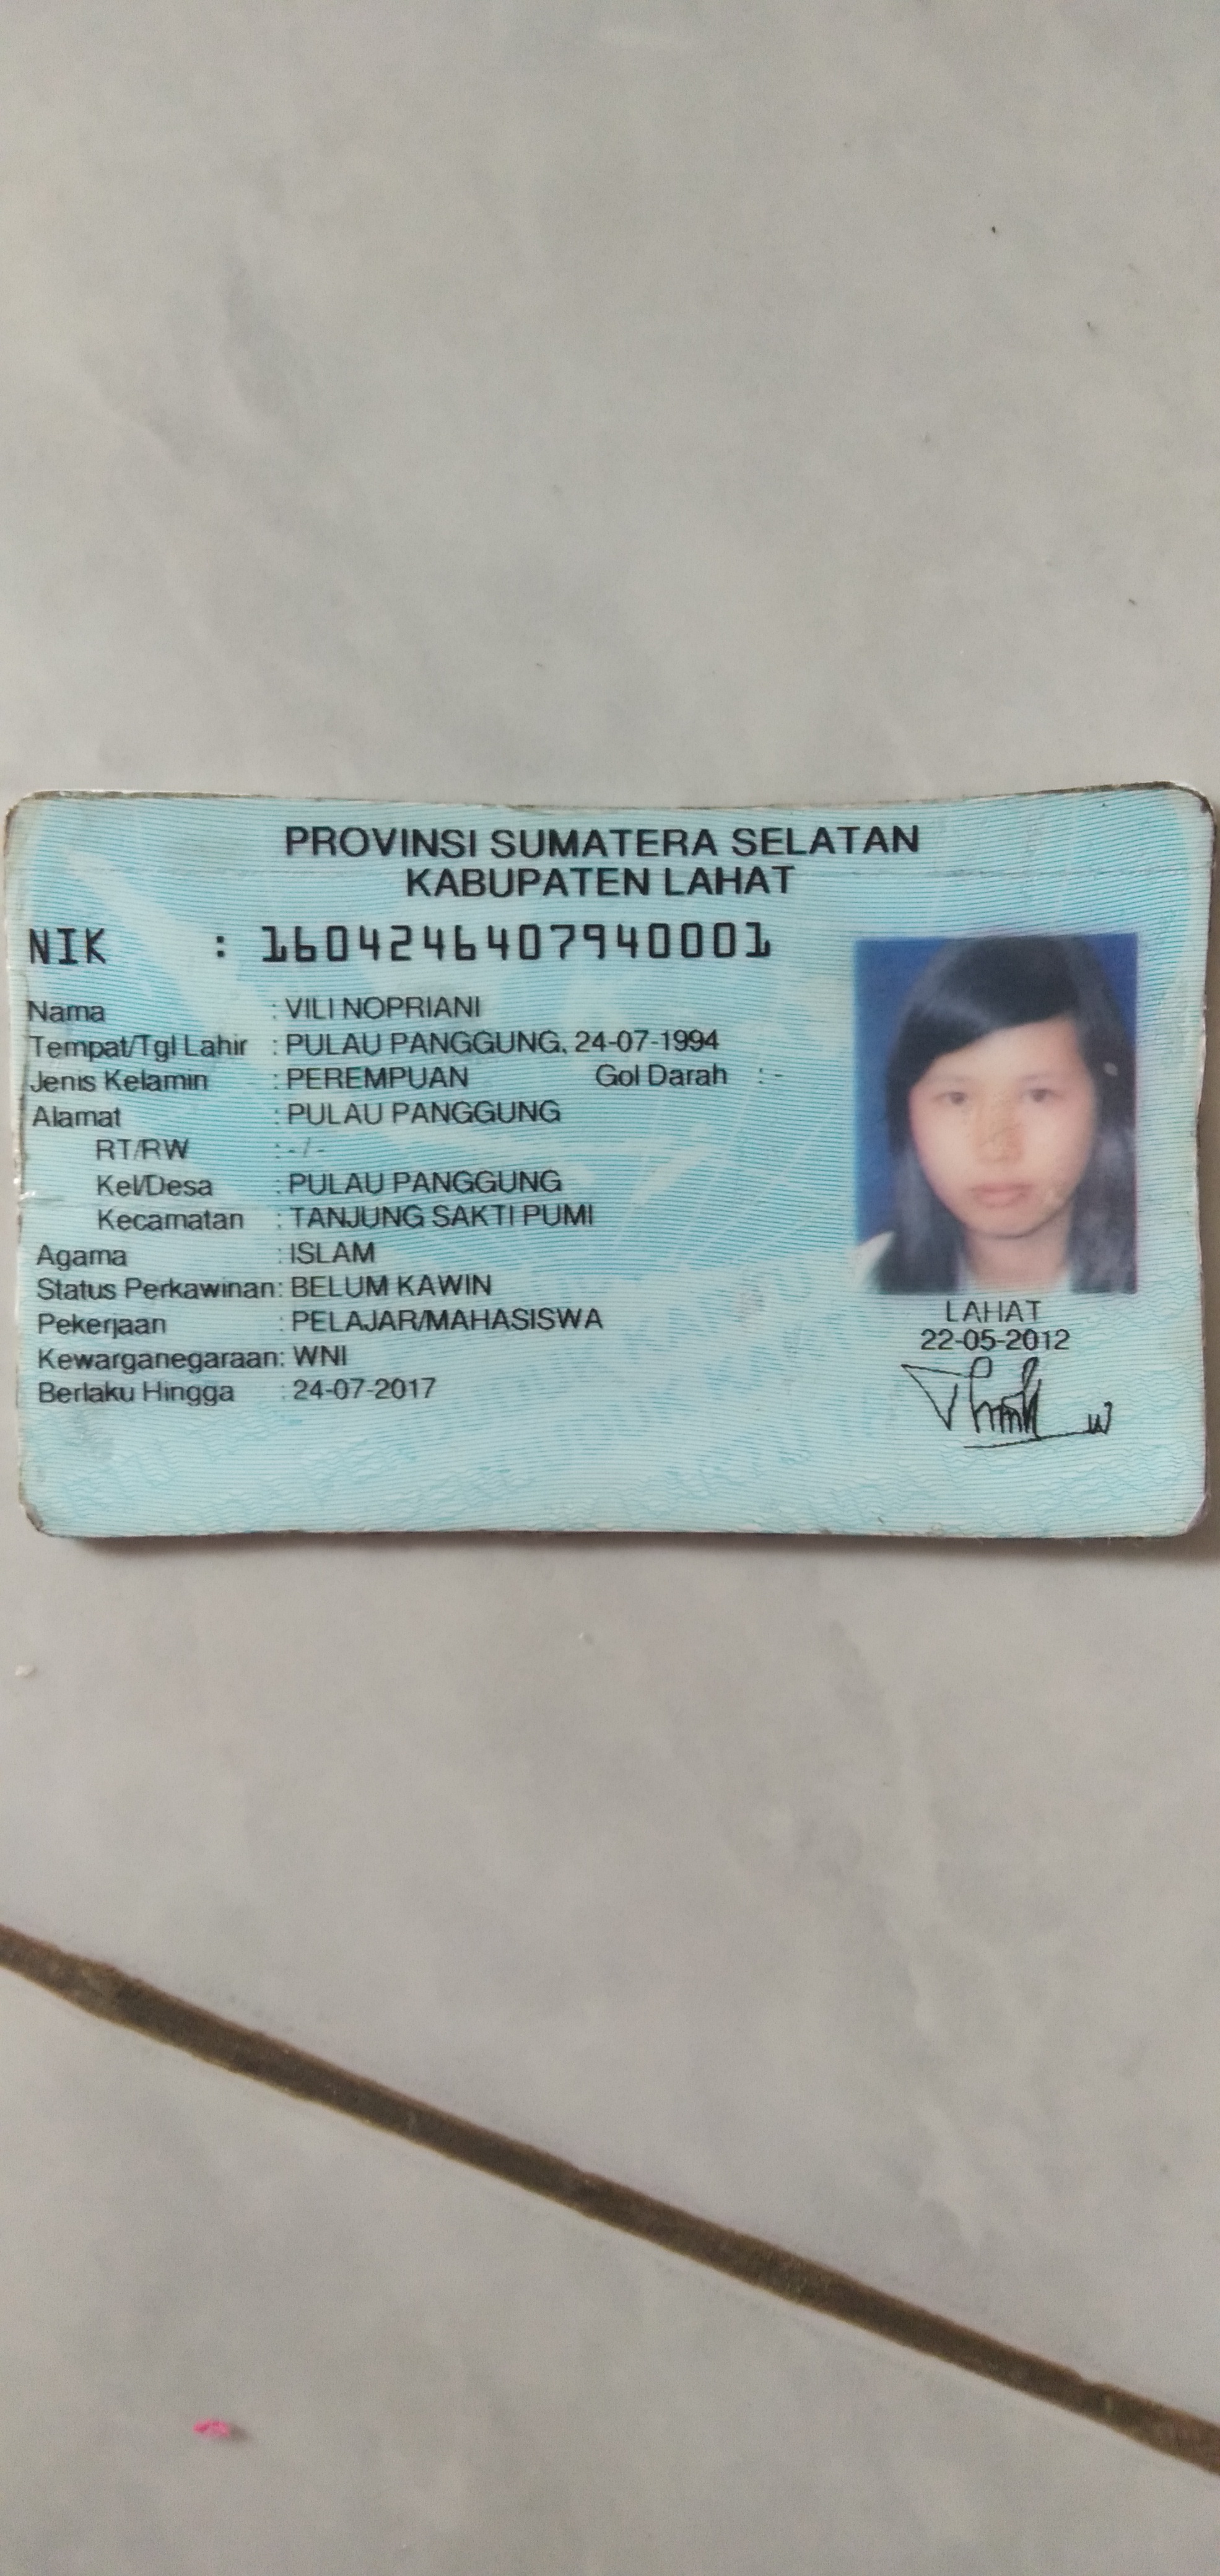 PROVINSI SUMATERA SELATAN
KABUPATEN LAHAT
NIK : 1604246407940001
Nama : VILI NOPRIANI
Tempat/Tgl Lahir : PULAU PANGGUNG, 24-07-1994
Jenis Kelamin : PEREMPUAN Gol Darah : -
Alamat : PULAU PANGGUNG
RT/RW : - / -
Kel/Desa : PULAU PANGGUNG
Kecamatan : TANJUNG SAKTI PUMI
Agama : ISLAM
Status Perkawinan : BELUM KAWIN
Pekerjaan : PELAJAR/MAHASISWA
Kewarganegaraan : WNI
Berlaku Hingga : 24-07-2017
LAHAT
22-05-2012